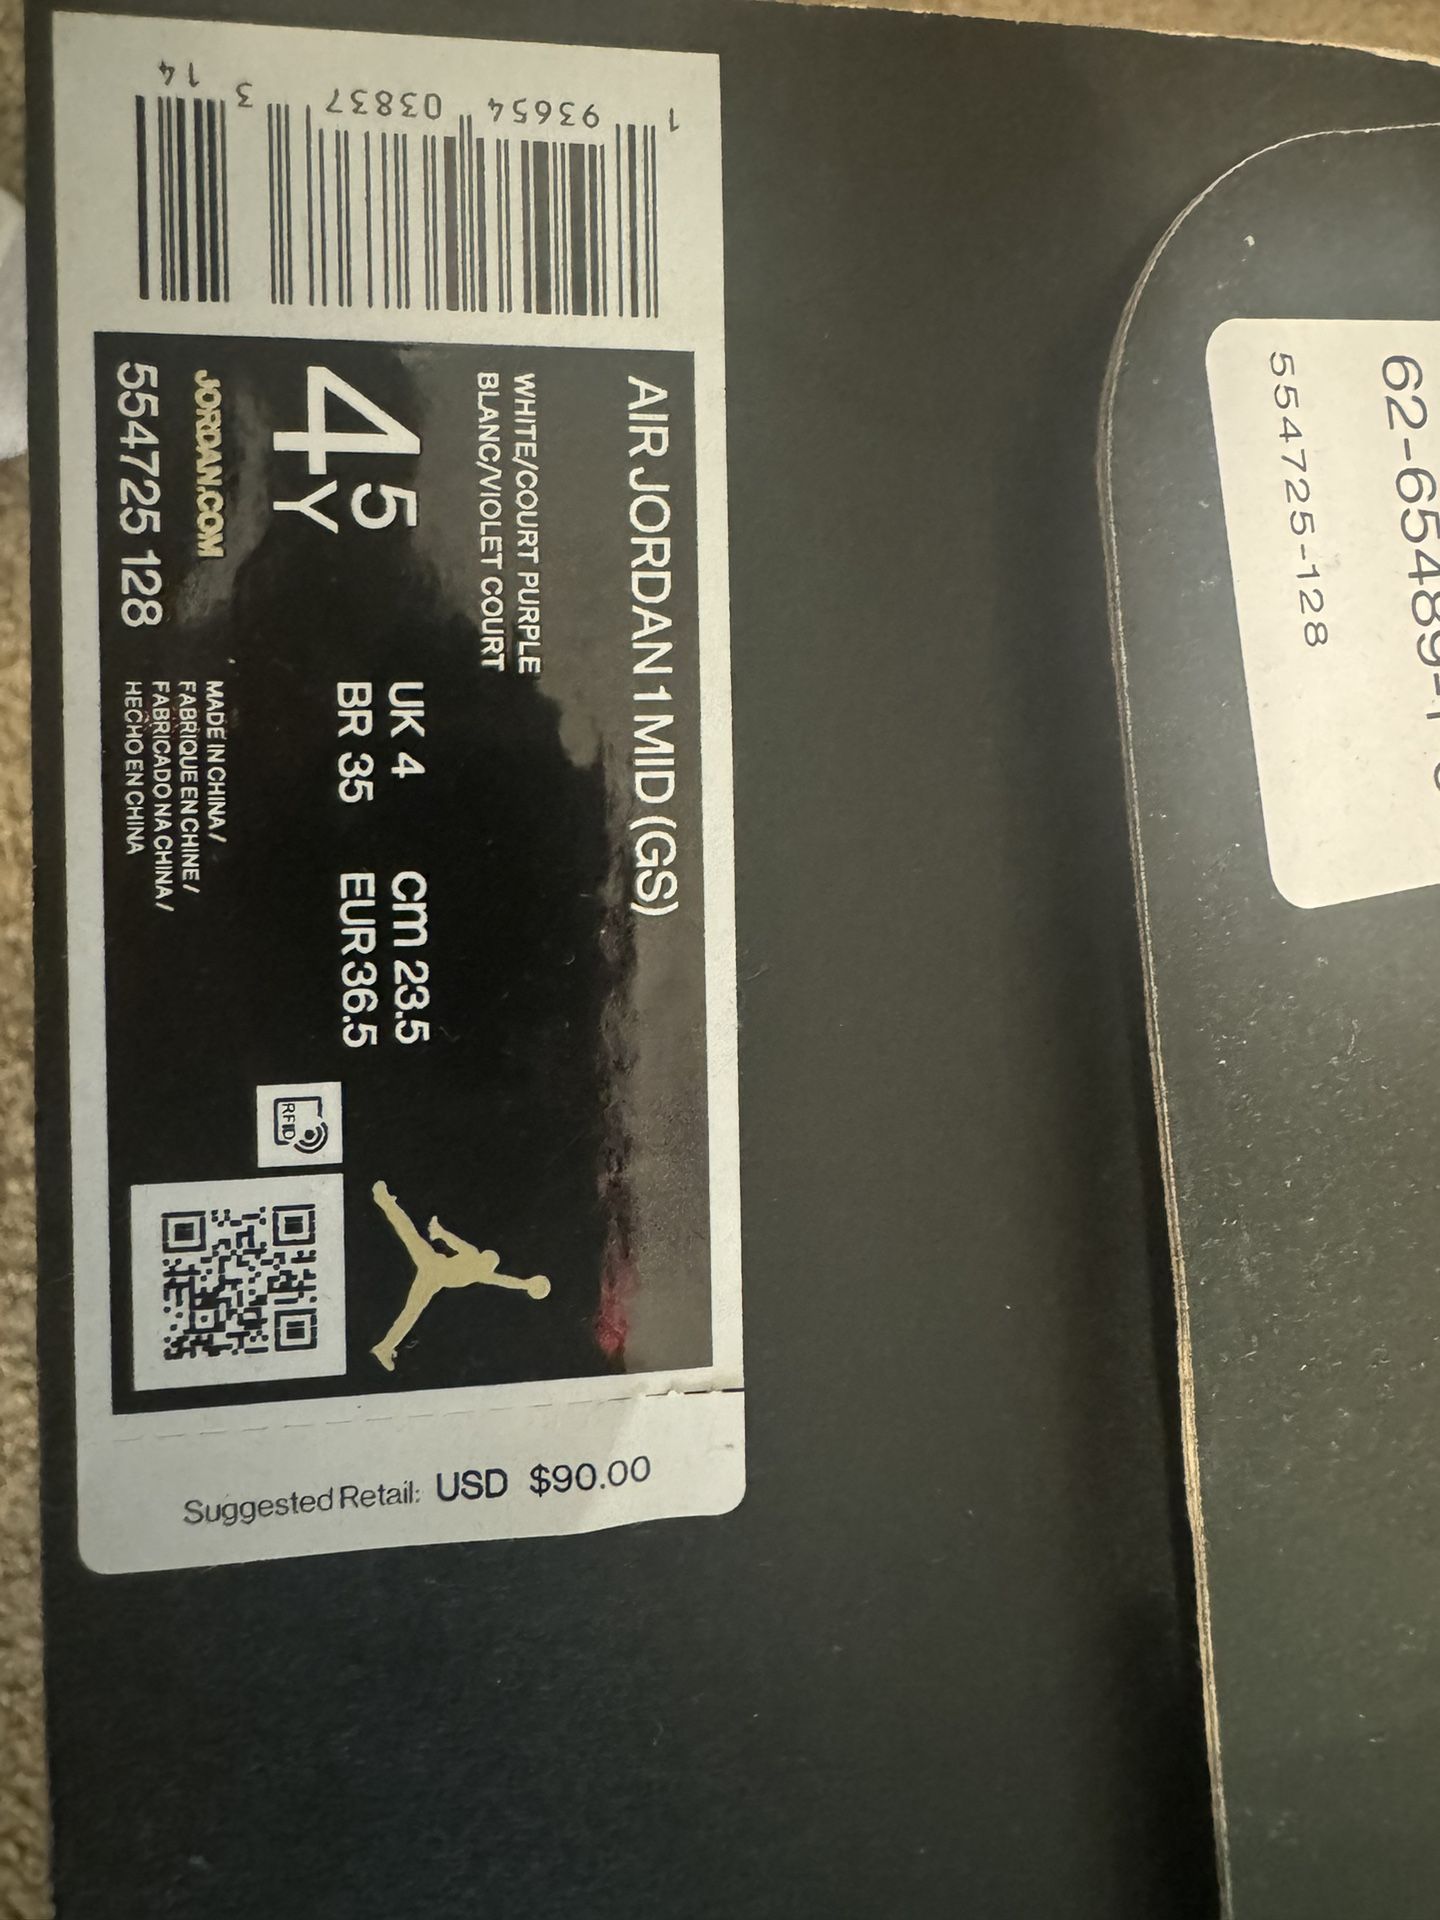 AIR JORDAN 1 MID (GS)
WHITE/COURT PURPLE
BLANC/VIOLET COURT
4 5 Y
UK 4 cm 23.5
BR 35 EUR 36.5
JORDAN.COM
554725 128
MADE IN CHINA /
FABRIQUE EN CHINE /
FABRICADO NA CHINA /
HECHO EN CHINA
RFID
1 93654 03837 3 14
Suggested Retail: USD $90.00
554725-128